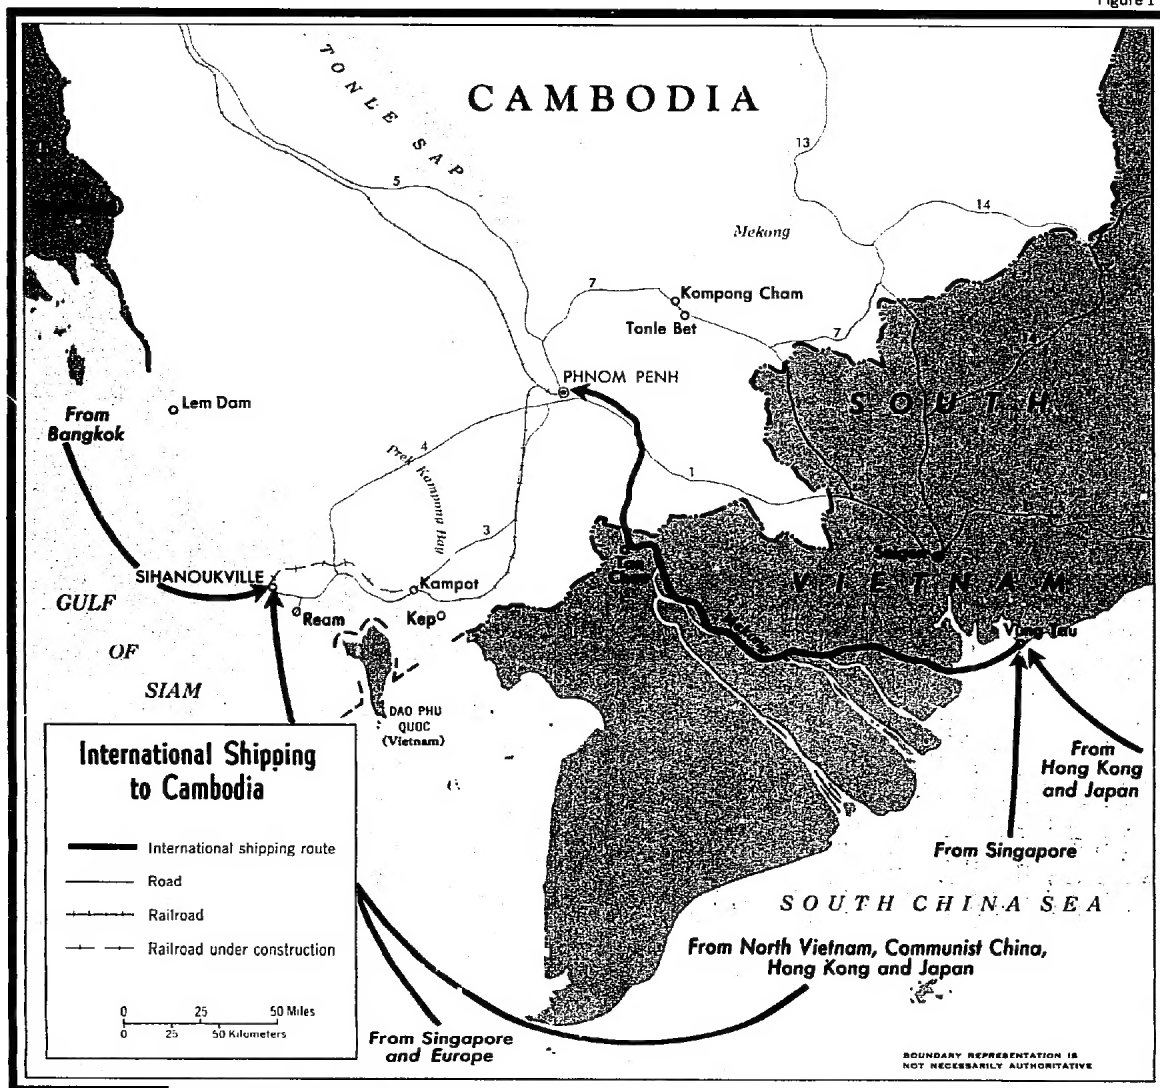 Figure 1
TONLE SAP
CAMBODIA
13
5
14
Mekong
7
Kompong Cham
Tonle Bet
7
PHNOM PENH
SOUTH
Lem Dam
From
Bangkok
4
Prek Kampong Bay
1
3
Saigon
Tan
Chau
VIETNAM
SIHANOUKVILLE
Kampot
GULF
OF
SIAM
Ream
Kep
Vung Tau
DAO PHU
QUOC
(Vietnam)
From
Hong Kong
and Japan
From Singapore
SOUTH CHINA SEA
From North Vietnam, Communist China,
Hong Kong and Japan
From Singapore
and Europe
International Shipping
to Cambodia
International shipping route
Road
Railroad
Railroad under construction
0 25 50 Miles
0 25 50 Kilometers
BOUNDARY REPRESENTATION IS
NOT NECESSARILY AUTHORITATIVE